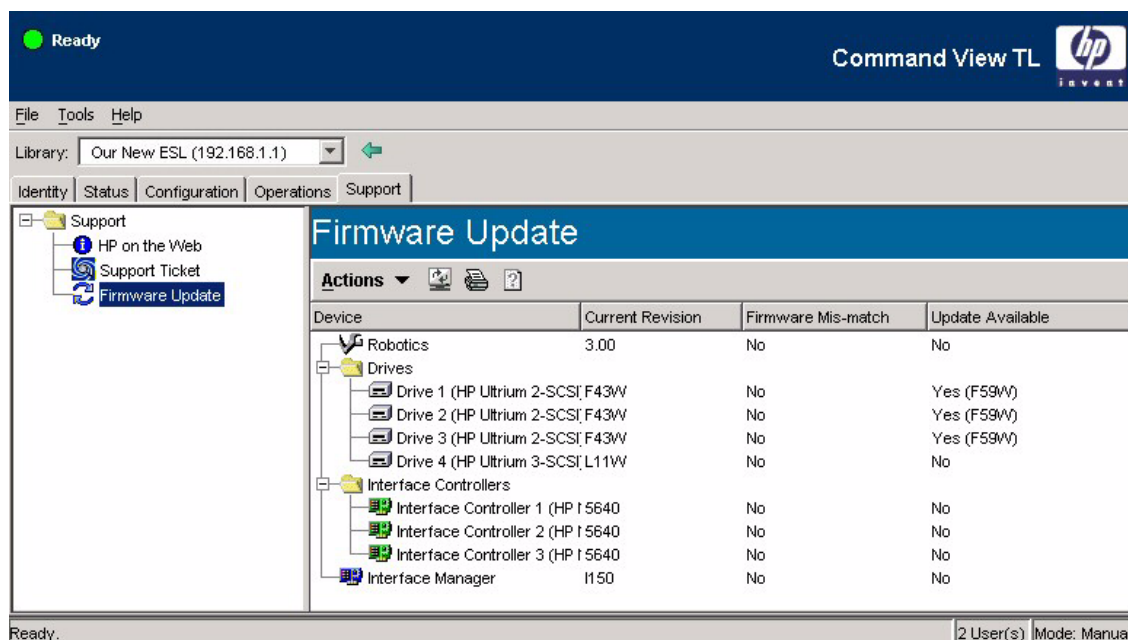 Ready
Command View TL
hp
invent
File Tools Help
Library: Our New ESL (192.168.1.1)
Identity Status Configuration Operations Support
Support
HP on the Web
Support Ticket
Firmware Update
Firmware Update
Actions
Device Current Revision Firmware Mis-match Update Available
Robotics 3.00 No No
Drives
Drive 1 (HP Ultrium 2-SCSI F43W No Yes (F59W)
Drive 2 (HP Ultrium 2-SCSI F43W No Yes (F59W)
Drive 3 (HP Ultrium 2-SCSI F43W No Yes (F59W)
Drive 4 (HP Ultrium 3-SCSI L11W No No
Interface Controllers
Interface Controller 1 (HP 5640 No No
Interface Controller 2 (HP 5640 No No
Interface Controller 3 (HP 5640 No No
Interface Manager I150 No No
Ready. 2 User(s) Mode: Manua